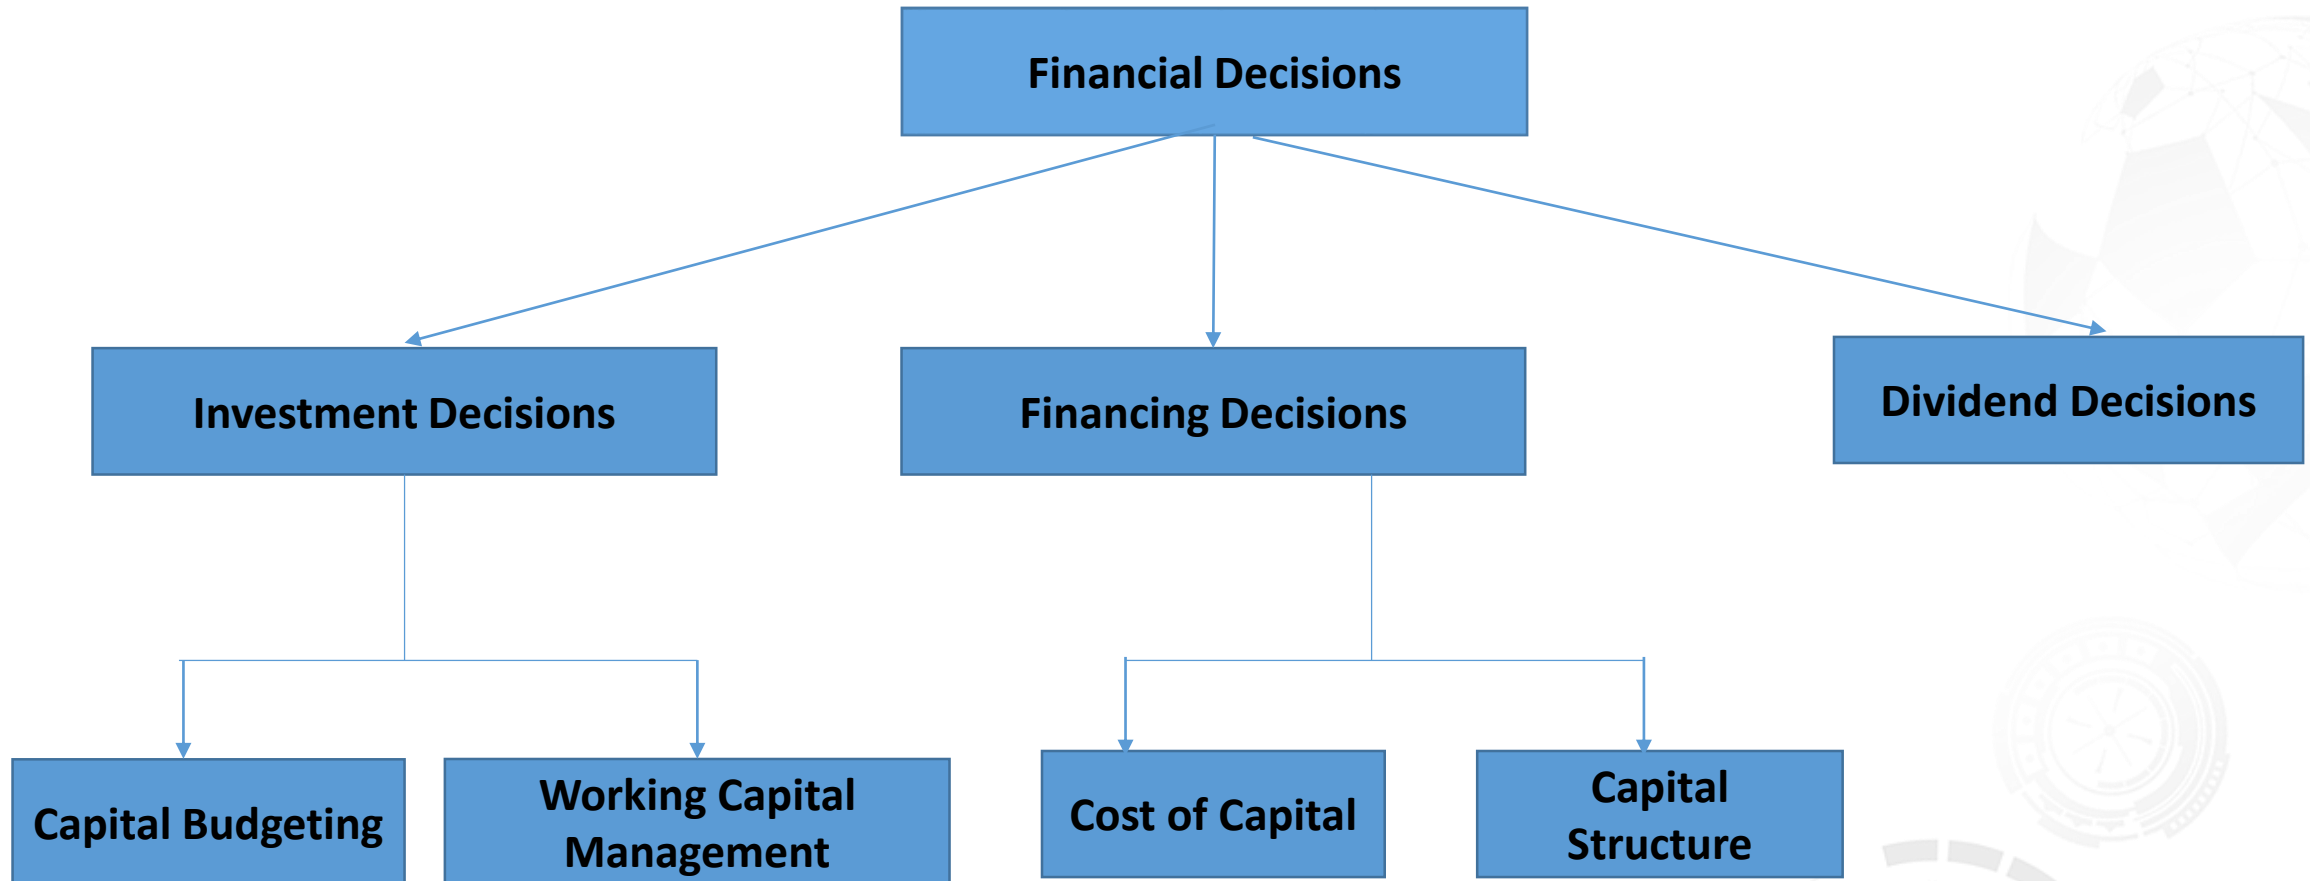 Financial Decisions
Investment Decisions
Financing Decisions
Dividend Decisions
Capital Budgeting
Working Capital
Management
Cost of Capital
Capital
Structure